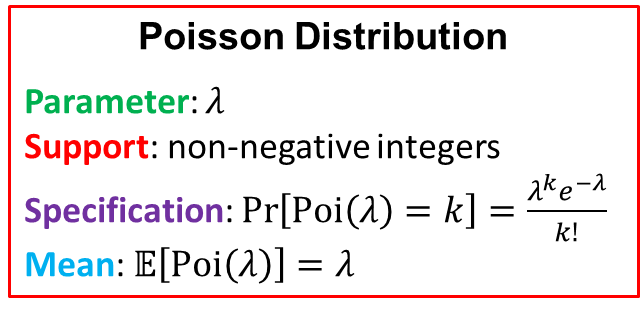 Poisson Distribution
Parameter: λ
Support: non-negative integers
Specification: Pr[Poi(λ) = k] = λ^k e^{−λ} / k!
Mean: 𝔼[Poi(λ)] = λ